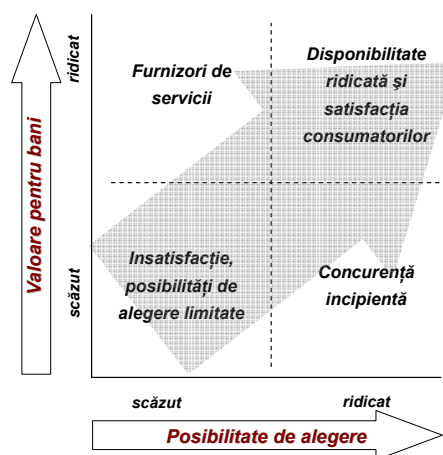 Valoare pentru bani
ridicat
scăzut
Furnizori de
servicii
Disponibilitate
ridicată şi
satisfacția
consumatorilor
Insatisfacție,
posibilități de
alegere limitate
Concurență
incipientă
scăzut
ridicat
Posibilitate de alegere